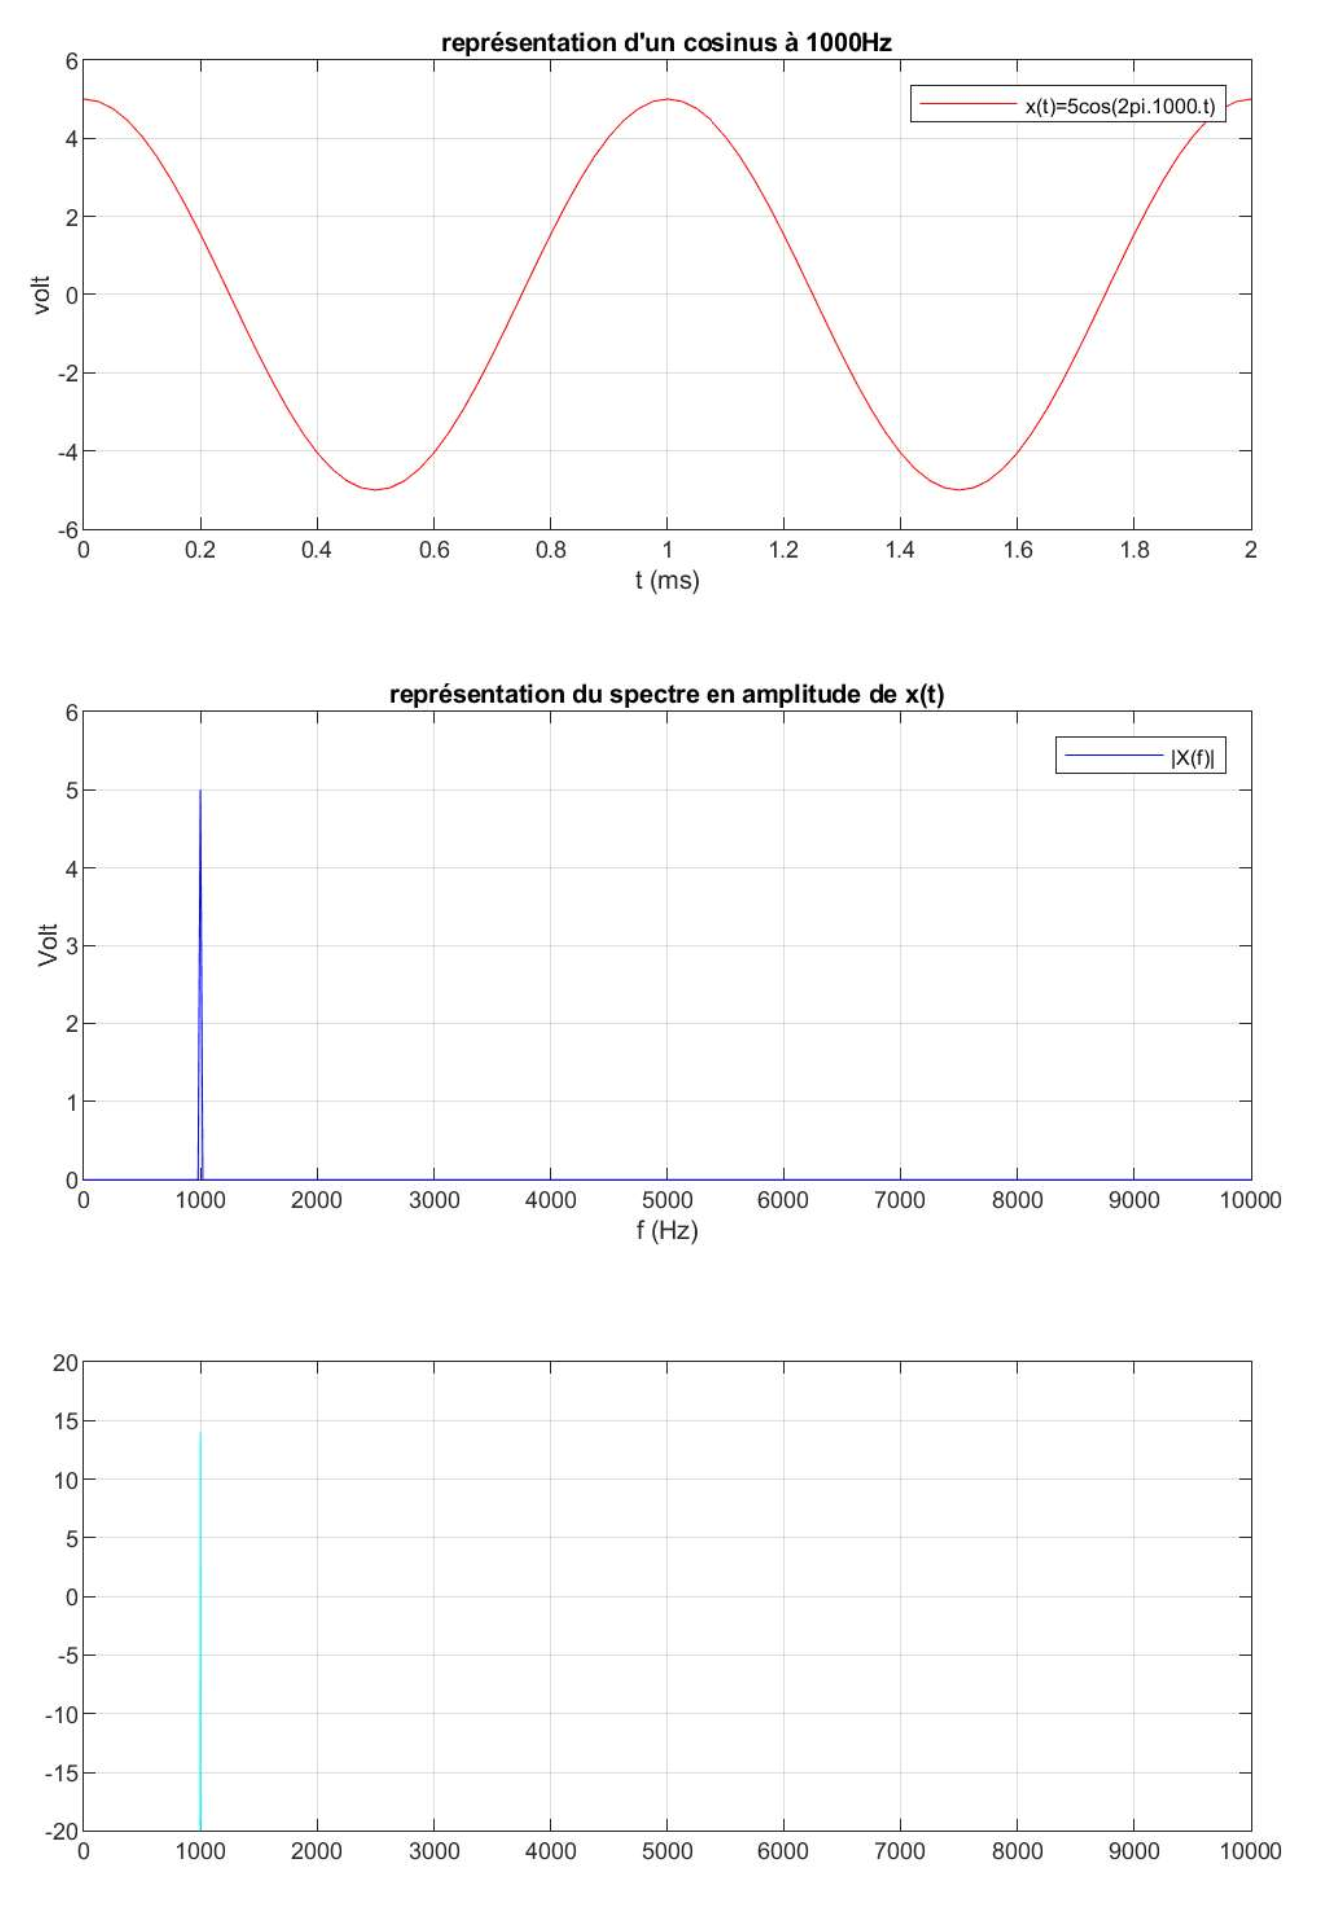 représentation d'un cosinus à 1000Hz
6
4
2
0
-2
-4
-6
volt
x(t)=5cos(2pi.1000.t)
0 0.2 0.4 0.6 0.8 1 1.2 1.4 1.6 1.8 2
t (ms)
représentation du spectre en amplitude de x(t)
6
5
4
3
2
1
0
Volt
|X(f)|
0 1000 2000 3000 4000 5000 6000 7000 8000 9000 10000
f (Hz)
20
15
10
5
0
-5
-10
-15
-20
0 1000 2000 3000 4000 5000 6000 7000 8000 9000 10000